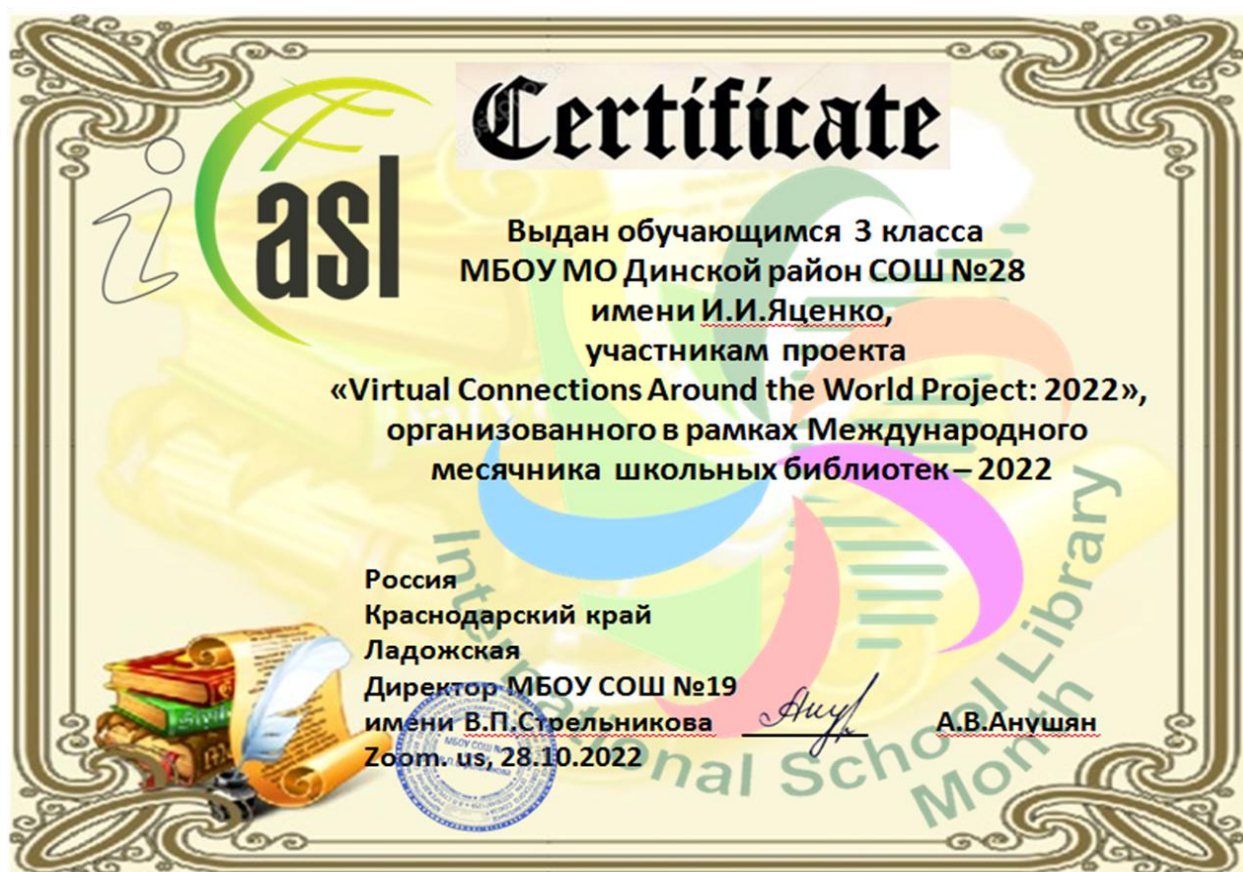 Certificate
i
asl
Выдан обучающимся 3 класса
МБОУ МО Динской район СОШ №28
имени И.И.Яценко,
участникам проекта
«Virtual Connections Around the World Project: 2022»,
организованного в рамках Международного
месячника школьных библиотек – 2022
Россия
Краснодарский край
Ладожская
Директор МБОУ СОШ №19
имени В.П.Стрельникова А.В.Анушян
Zoom. us, 28.10.2022
International School Library
Month